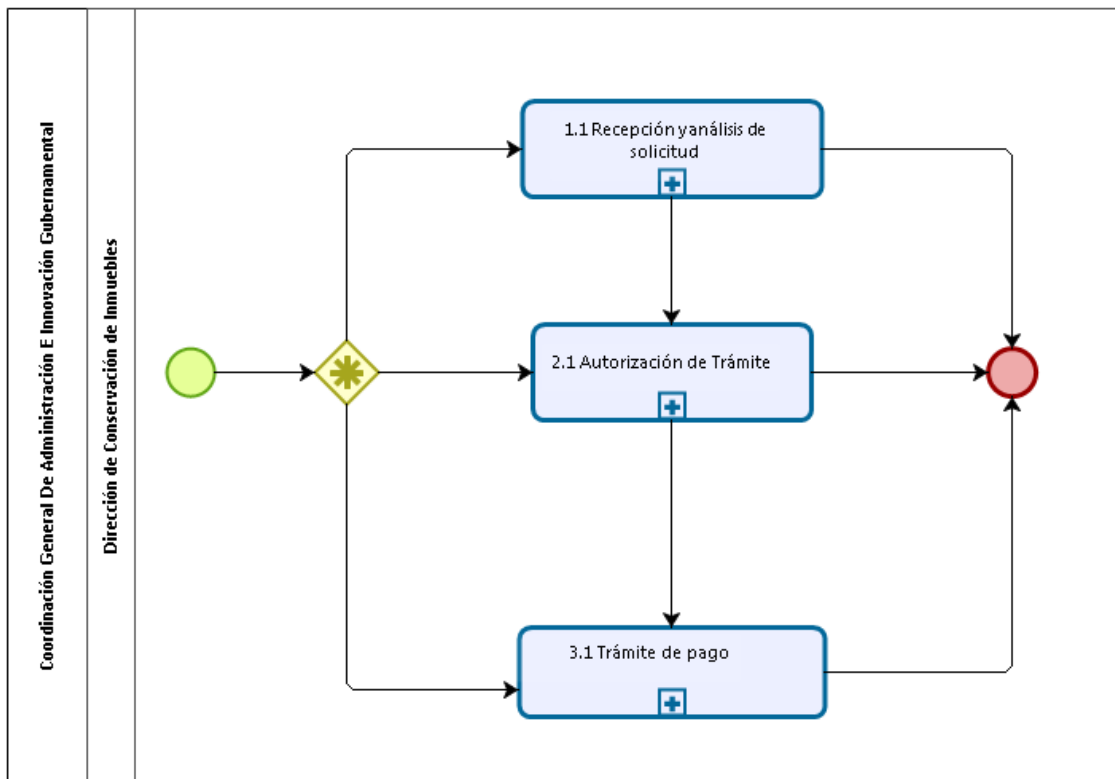 Coordinación General De Administración E Innovación Gubernamental
Dirección de Conservación de Inmuebles
1.1 Recepción yanálisis de
solicitud
2.1 Autorización de Trámite
3.1 Trámite de pago